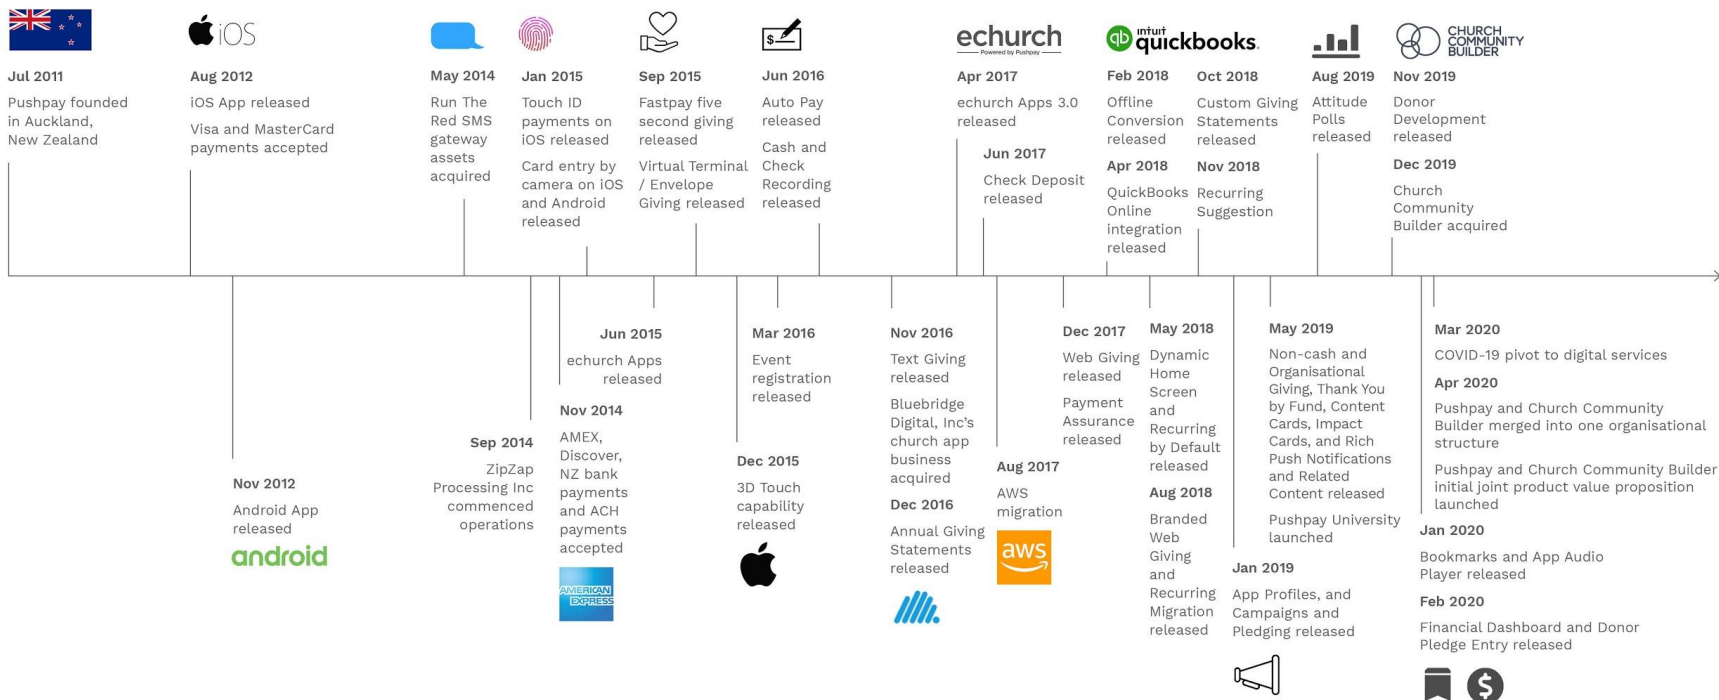 iOS
echurch
Powered by Pushpay
qb
intuit
quickbooks.
CHURCH
COMMUNITY
BUILDER
Jul 2011
Pushpay founded
in Auckland,
New Zealand
Aug 2012
iOS App released
Visa and MasterCard
payments accepted
May 2014
Run The
Red SMS
gateway
assets
acquired
Jan 2015
Touch ID
payments on
iOS released
Card entry by
camera on iOS
and Android
released
Sep 2015
Fastpay five
second giving
released
Virtual Terminal
/ Envelope
Giving released
Jun 2016
Auto Pay
released
Cash and
Check
Recording
released
$
Apr 2017
echurch Apps 3.0
released
Jun 2017
Check Deposit
released
Feb 2018
Offline
Conversion
released
Apr 2018
QuickBooks
Online
integration
released
Oct 2018
Custom Giving
Statements
released
Nov 2018
Recurring
Suggestion
Aug 2019
Attitude
Polls
released
Nov 2019
Donor
Development
released
Dec 2019
Church
Community
Builder acquired
Nov 2012
Android App
released
android
Sep 2014
ZipZap
Processing Inc
commenced
operations
Jun 2015
echurch Apps
released
Nov 2014
AMEX,
Discover,
NZ bank
payments
and ACH
payments
accepted
AMERICAN
EXPRESS
Mar 2016
Event
registration
released
Dec 2015
3D Touch
capability
released
Nov 2016
Text Giving
released
Bluebridge
Digital, Inc's
church app
business
acquired
Dec 2016
Annual Giving
Statements
released
Aug 2017
AWS
migration
aws
Dec 2017
Web Giving
released
Payment
Assurance
released
May 2018
Dynamic
Home
Screen
and
Recurring
by Default
released
Aug 2018
Branded
Web
Giving
and
Recurring
Migration
released
May 2019
Non-cash and
Organisational
Giving, Thank You
by Fund, Content
Cards, Impact
Cards, and Rich
Push Notifications
and Related
Content released
Pushpay University
launched
Jan 2019
App Profiles, and
Campaigns and
Pledging released
Mar 2020
COVID-19 pivot to digital services
Apr 2020
Pushpay and Church Community
Builder merged into one organisational
structure
Pushpay and Church Community Builder
initial joint product value proposition
launched
Jan 2020
Bookmarks and App Audio
Player released
Feb 2020
Financial Dashboard and Donor
Pledge Entry released
$